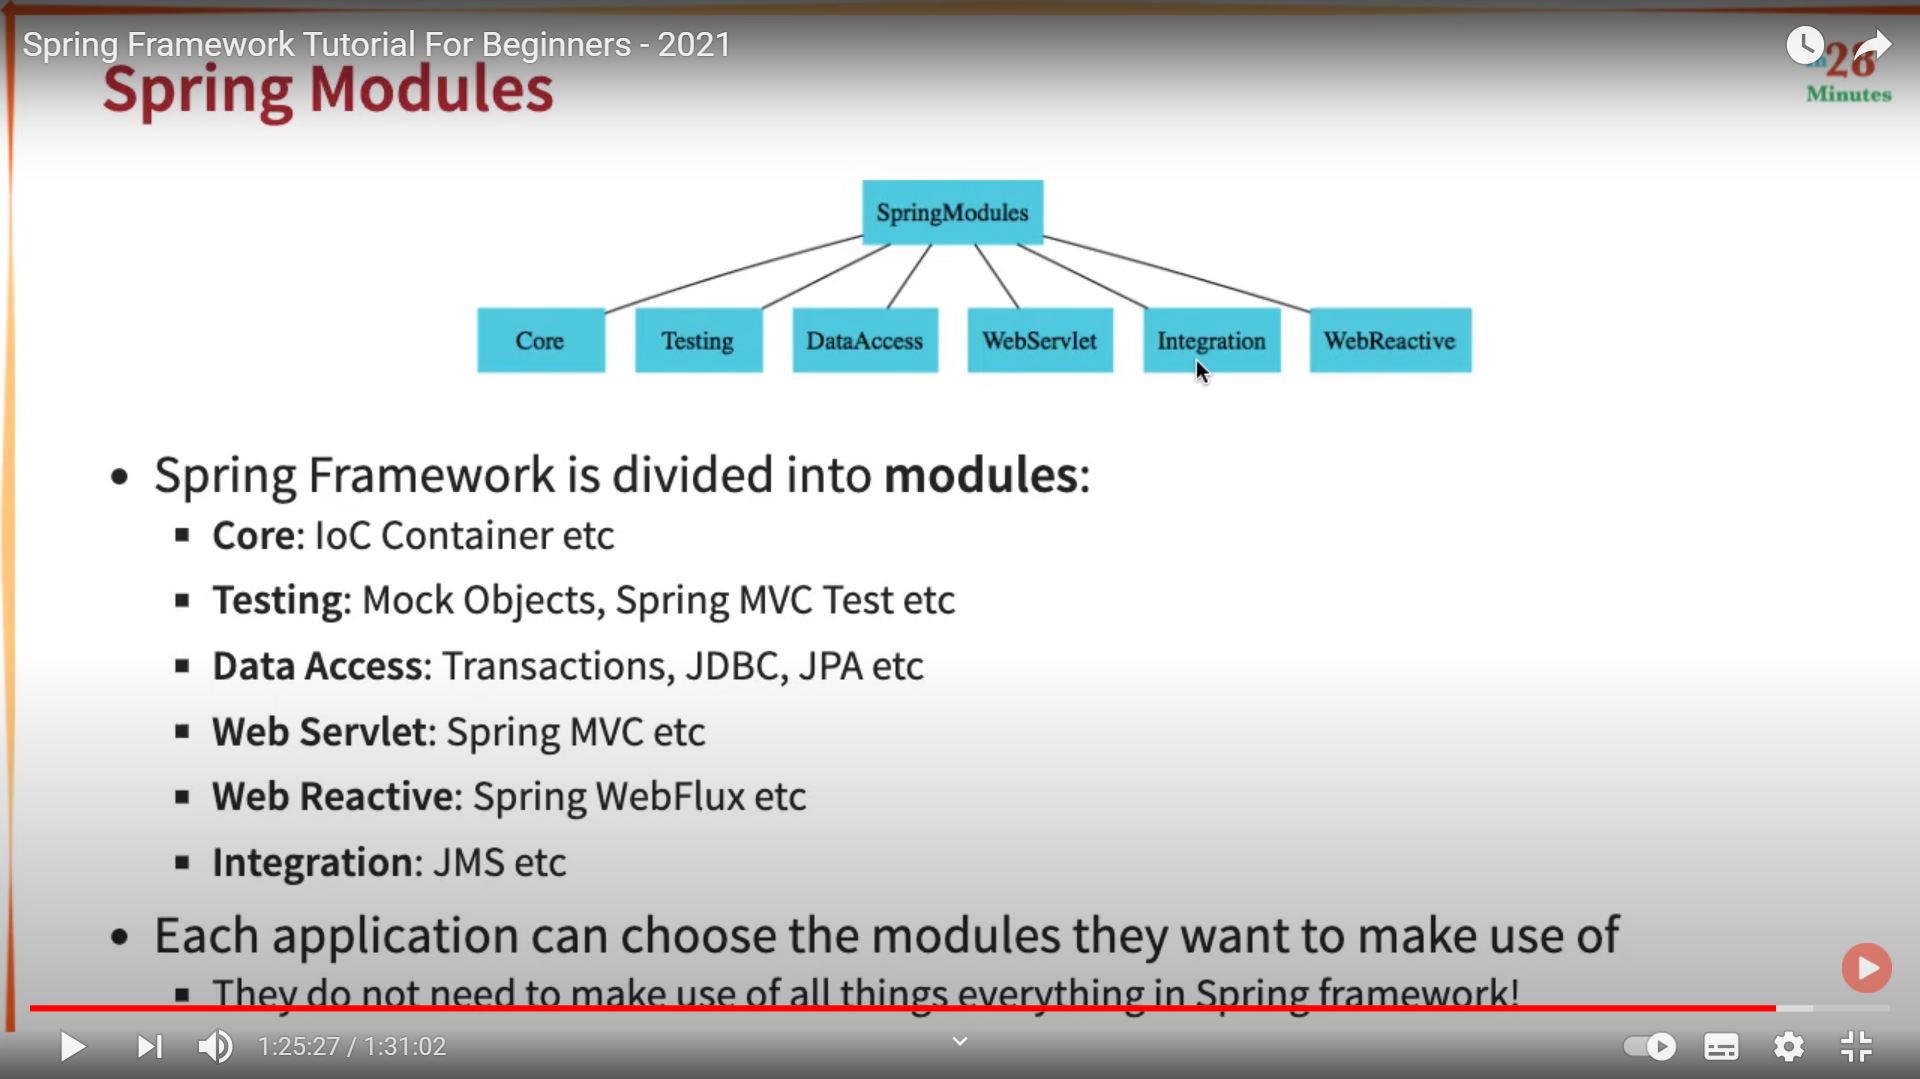 Spring Framework Tutorial For Beginners - 2021
Spring Modules
28
Minutes
SpringModules
Core
Testing
DataAccess
WebServlet
Integration
WebReactive
• Spring Framework is divided into modules:
▪ Core: IoC Container etc
▪ Testing: Mock Objects, Spring MVC Test etc
▪ Data Access: Transactions, JDBC, JPA etc
▪ Web Servlet: Spring MVC etc
▪ Web Reactive: Spring WebFlux etc
▪ Integration: JMS etc
• Each application can choose the modules they want to make use of
▪ They do not need to make use of all things everything in Spring framework!
1:25:27 / 1:31:02